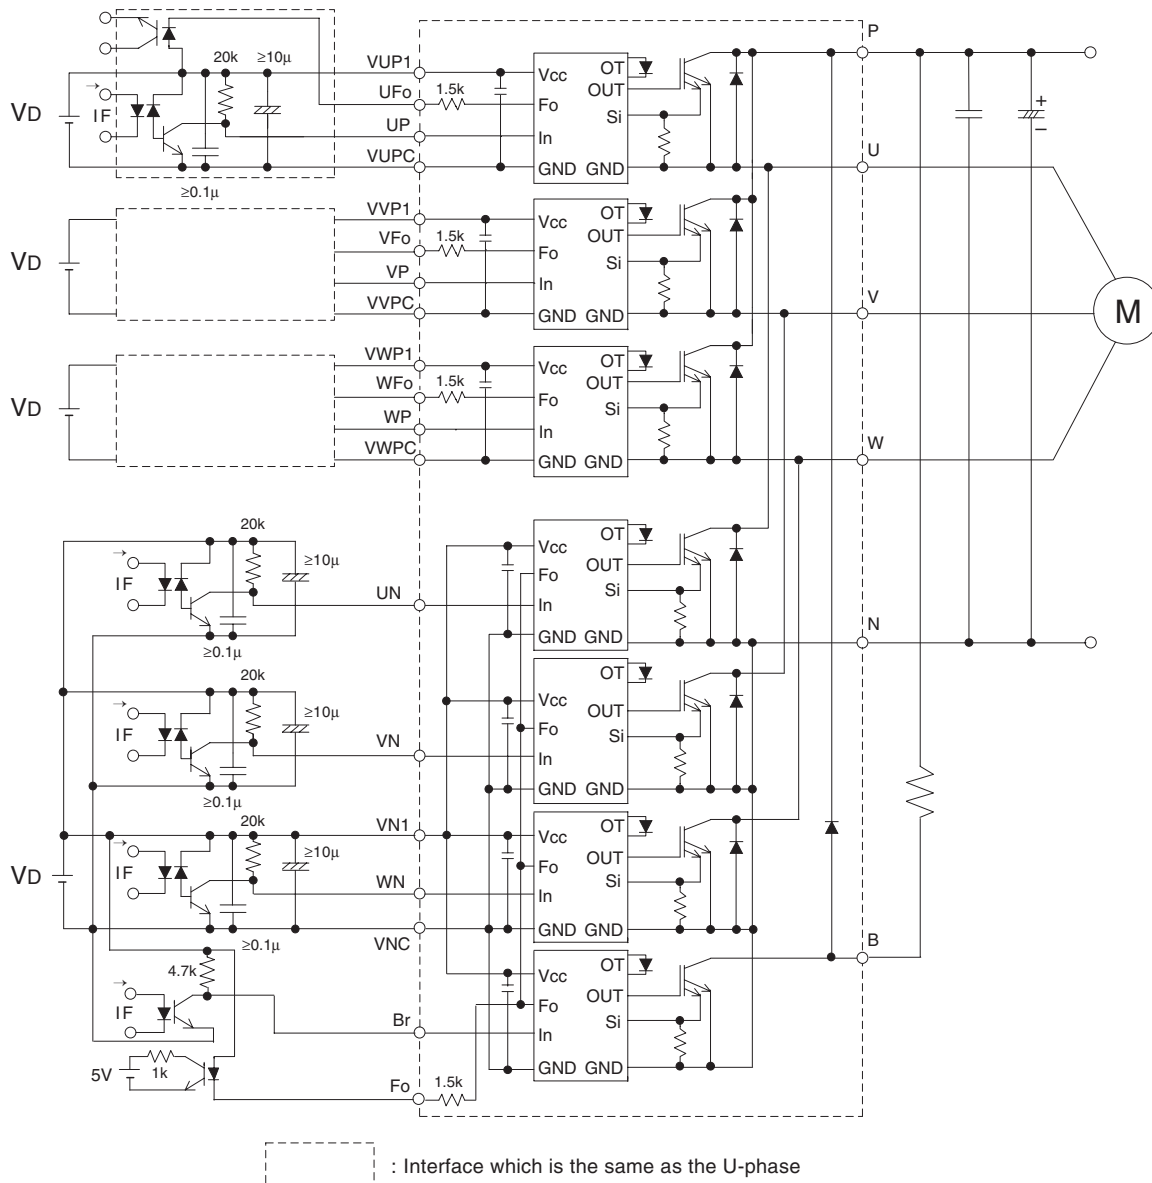 P
20k
≥10μ
VUP1
Vcc
OT
OUT
UFo
1.5k
Fo
Si
VD
IF
UP
In
VUPC
GND GND
U
≥0.1μ
VVP1
Vcc
OT
OUT
VFo
1.5k
Fo
Si
VD
VP
In
VVPC
GND GND
V
M
VWP1
Vcc
OT
OUT
WFo
1.5k
Fo
Si
VD
WP
In
VWPC
GND GND
W
+
–
20k
≥10μ
IF
UN
≥0.1μ
Vcc
OT
OUT
Fo
Si
In
GND GND
N
20k
≥10μ
IF
VN
≥0.1μ
Vcc
OT
OUT
Fo
Si
In
GND GND
20k
VN1
≥10μ
VD
IF
WN
≥0.1μ
VNC
Vcc
OT
OUT
Fo
Si
In
GND GND
B
4.7k
IF
Br
Vcc
OT
OUT
Fo
Si
In
GND GND
5V
1k
Fo
1.5k
: Interface which is the same as the U-phase